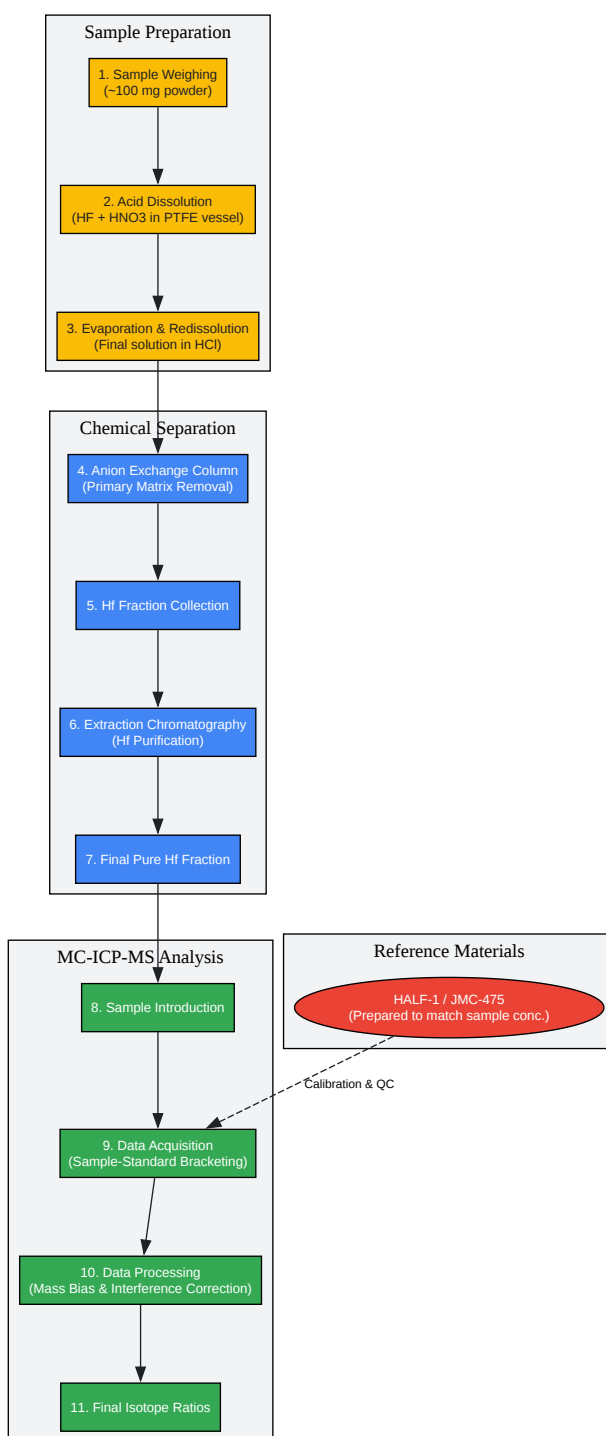 Sample Preparation
1. Sample Weighing
(~100 mg powder)
2. Acid Dissolution
(HF + HNO3 in PTFE vessel)
3. Evaporation & Redissolution
(Final solution in HCl)
Chemical Separation
4. Anion Exchange Column
(Primary Matrix Removal)
5. Hf Fraction Collection
6. Extraction Chromatography
(Hf Purification)
7. Final Pure Hf Fraction
MC-ICP-MS Analysis
8. Sample Introduction
Reference Materials
HALF-1 / JMC-475
(Prepared to match sample conc.)
Calibration & QC
9. Data Acquisition
(Sample-Standard Bracketing)
10. Data Processing
(Mass Bias & Interference Correction)
11. Final Isotope Ratios